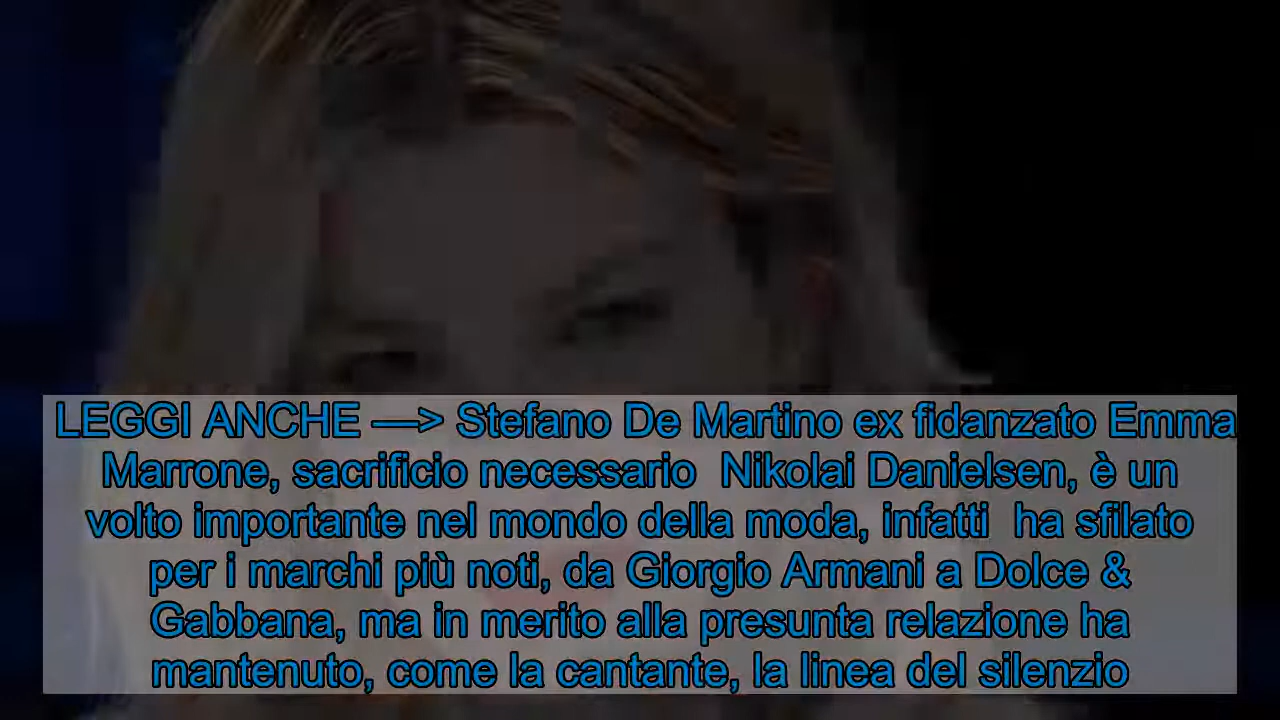 LEGGI ANCHE —> Stefano De Martino ex fidanzato Emma
Marrone, sacrificio necessario  Nikolai Danielsen, è un
volto importante nel mondo della moda, infatti  ha sfilato
per i marchi più noti, da Giorgio Armani a Dolce &
Gabbana, ma in merito alla presunta relazione ha
mantenuto, come la cantante, la linea del silenzio